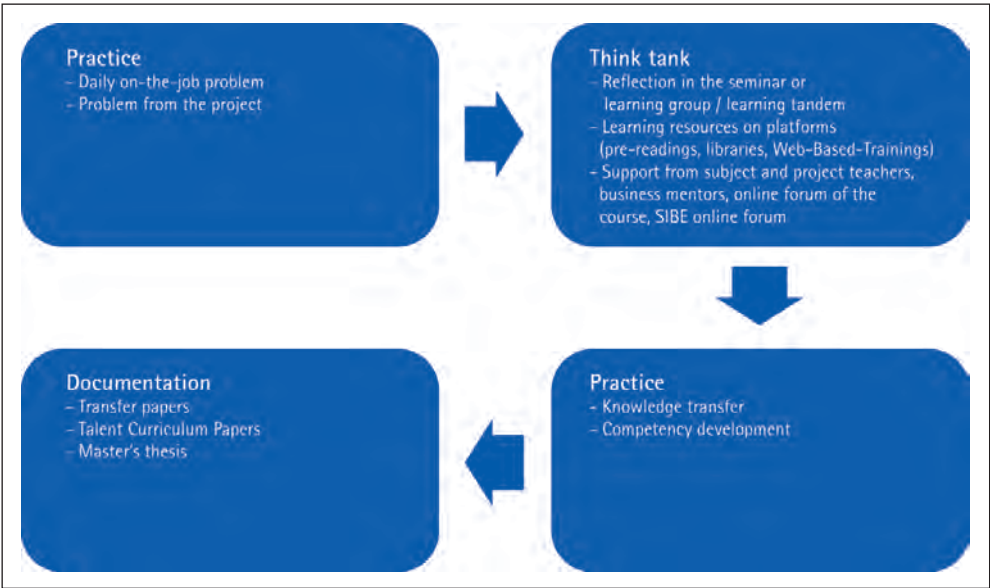 Practice
– Daily on-the-job problem
– Problem from the project
Think tank
– Reflection in the seminar or
learning group / learning tandem
– Learning resources on platforms
(pre-readings, libraries, Web-Based-Trainings)
– Support from subject and project teachers,
business mentors, online forum of the
course, SIBE online forum
Practice
- Knowledge transfer
– Competency development
Documentation
– Transfer papers
– Talent Curriculum Papers
– Master's thesis